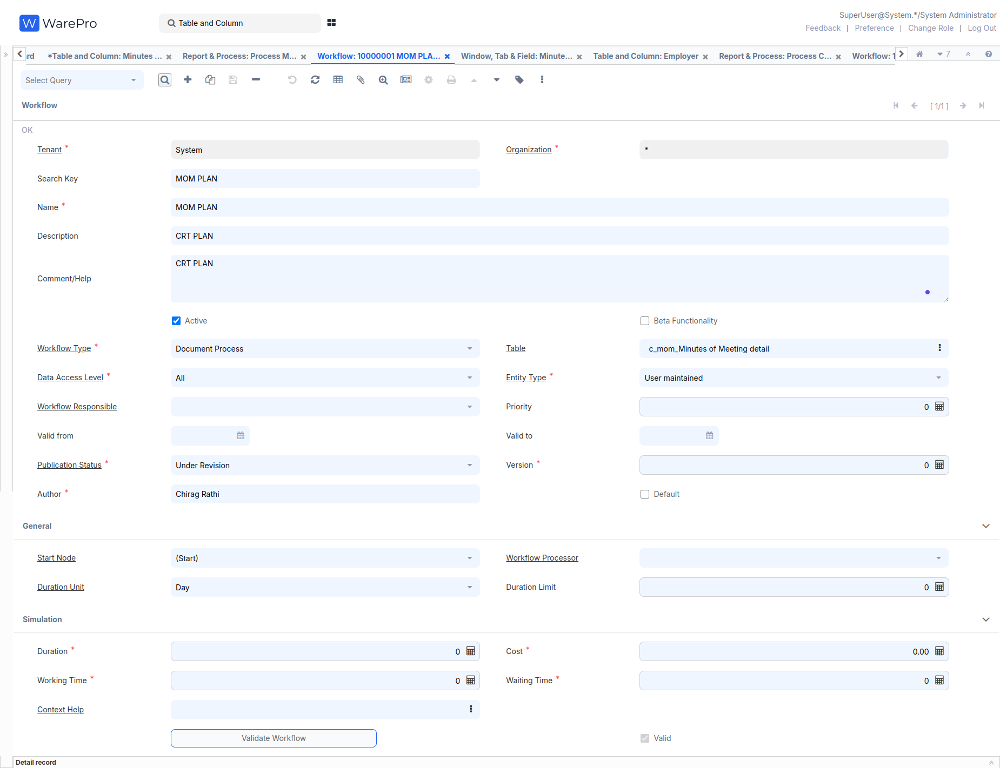 W WarePro
Table and Column
SuperUser@System.*/System Administrator
Feedback | Preference | Change Role | Log Out
rd
*Table and Column: Minutes ...
Report & Process: Process M...
Workflow: 10000001 MOM PLA...
Window, Tab & Field: Minute...
Table and Column: Employer
Report & Process: Process C...
Workflow: 1
7
Select Query
Workflow
[ 1/1 ]
OK
Tenant *
System
Organization *
*
Search Key
MOM PLAN
Name *
MOM PLAN
Description
CRT PLAN
Comment/Help
CRT PLAN
Active
Beta Functionality
Workflow Type *
Document Process
Table
c_mom_Minutes of Meeting detail
Data Access Level *
All
Entity Type *
User maintained
Workflow Responsible
Priority
0
Valid from
Valid to
Publication Status *
Under Revision
Version *
0
Author *
Chirag Rathi
Default
General
Start Node
(Start)
Workflow Processor
Duration Unit
Day
Duration Limit
0
Simulation
Duration *
0
Cost *
0.00
Working Time *
0
Waiting Time *
0
Context Help
Validate Workflow
Valid
Detail record